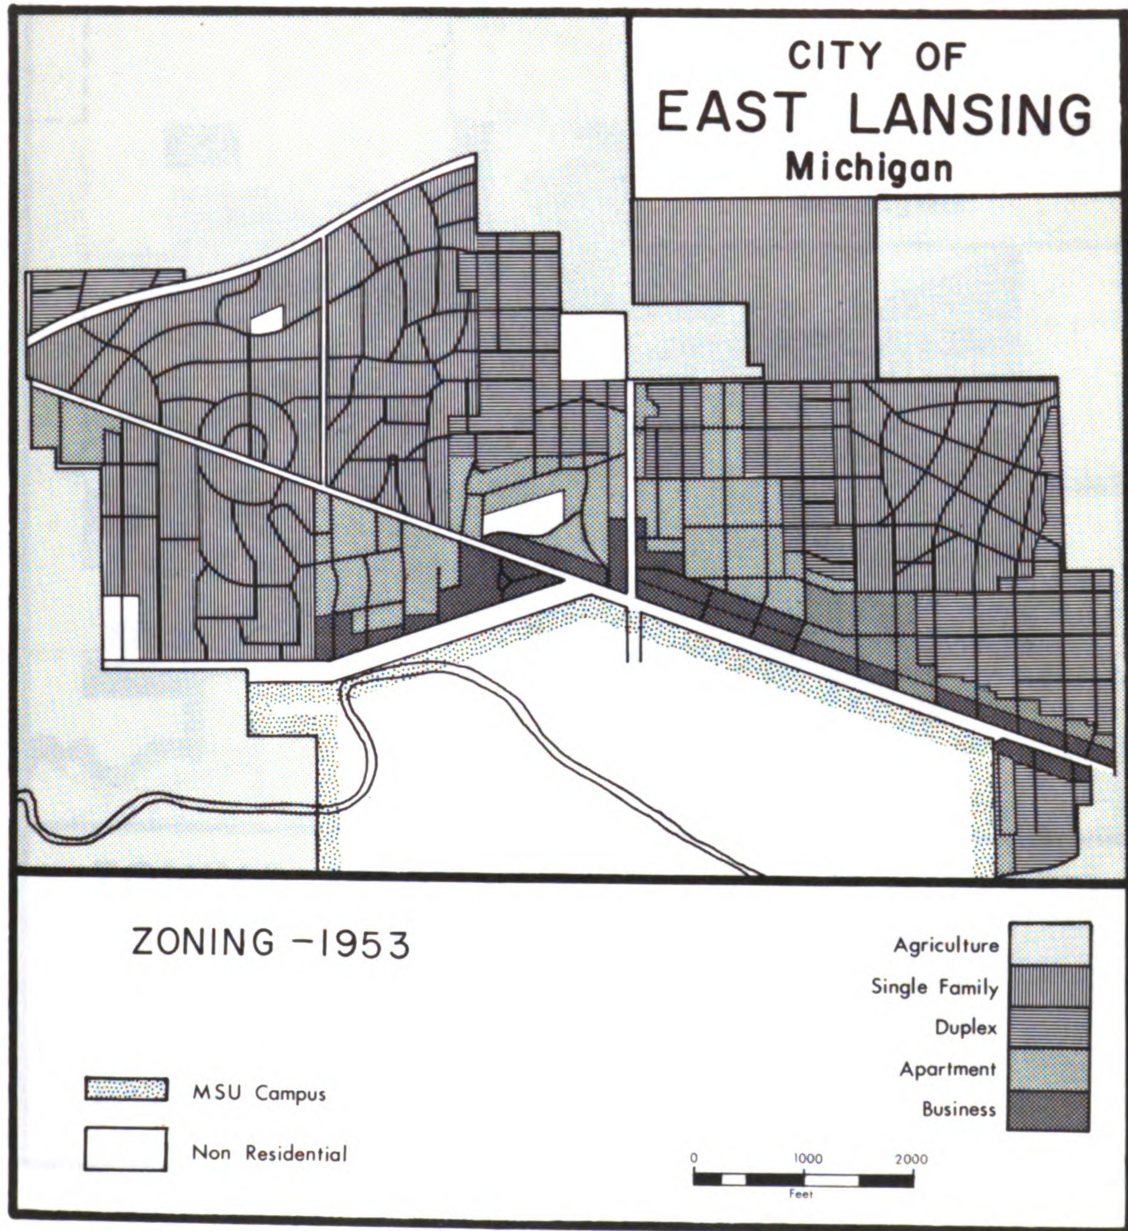 CITY OF
EAST LANSING
Michigan
ZONING -1953
Agriculture
Single Family
Duplex
Apartment
Business
MSU Campus
Non Residential
0 1000 2000
Feet